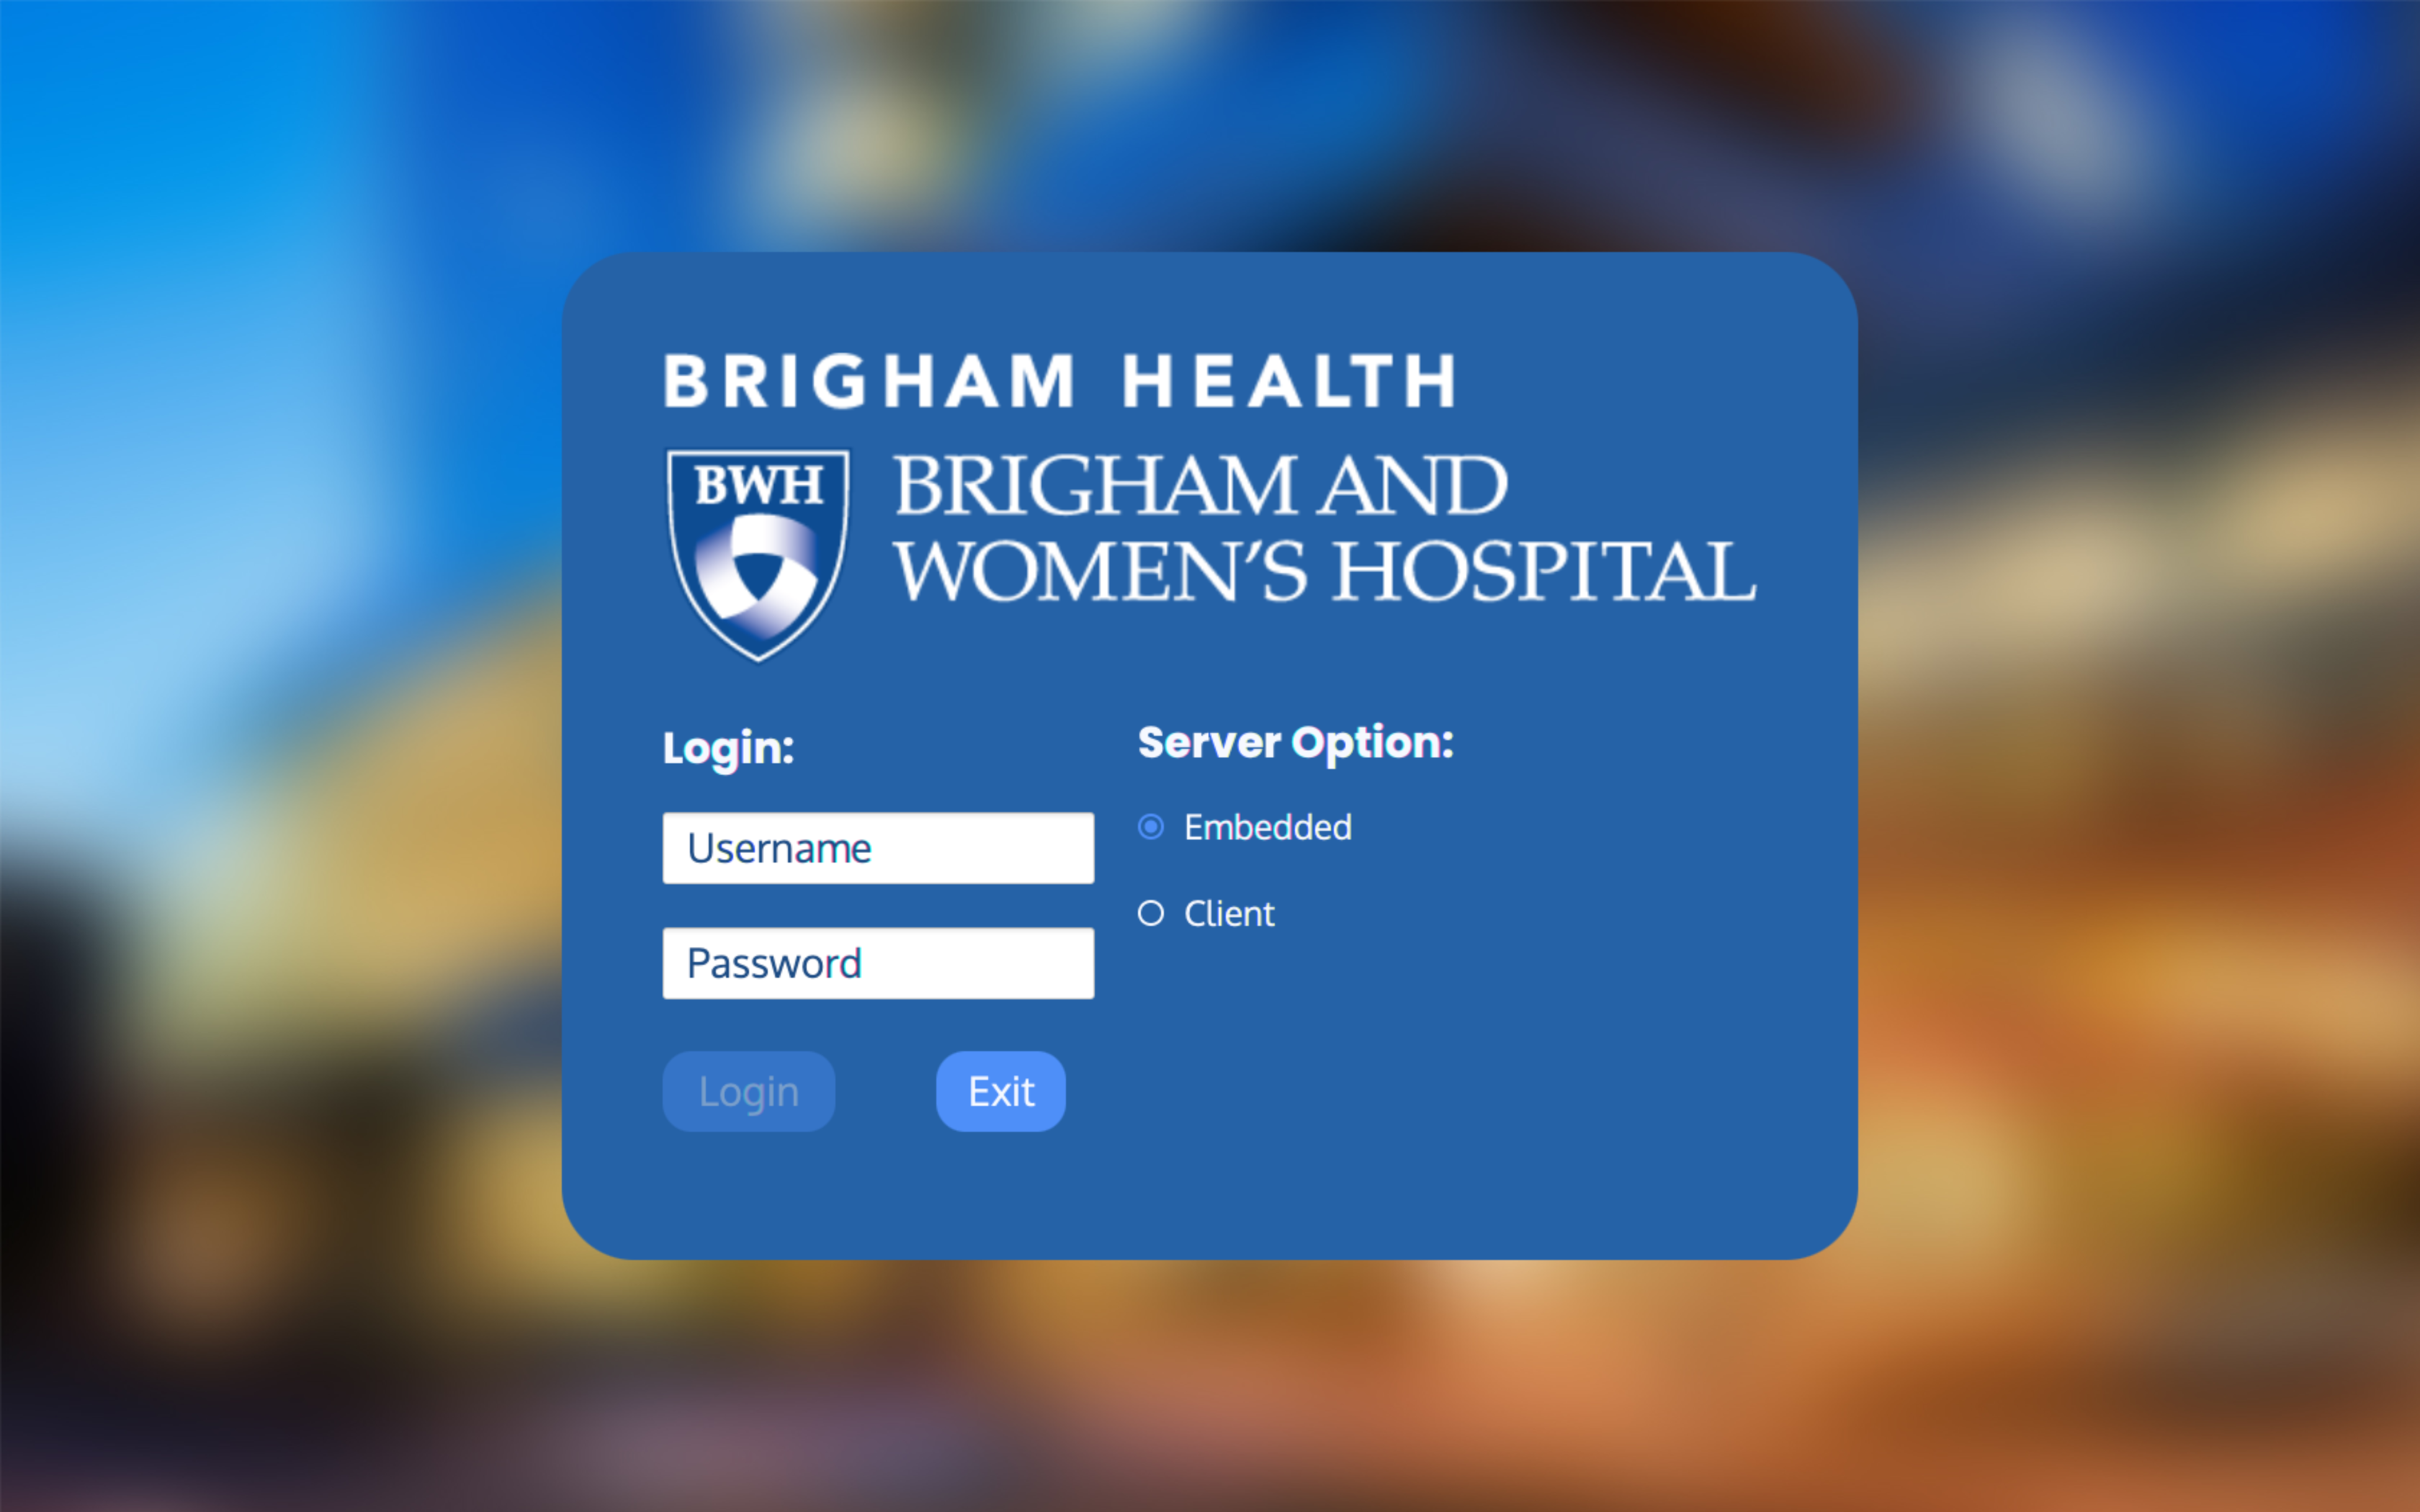 BRIGHAM HEALTH
BWH
BRIGHAM AND
WOMEN'S HOSPITAL
Login:
Username
Password
Login
Exit
Server Option:
Embedded
Client